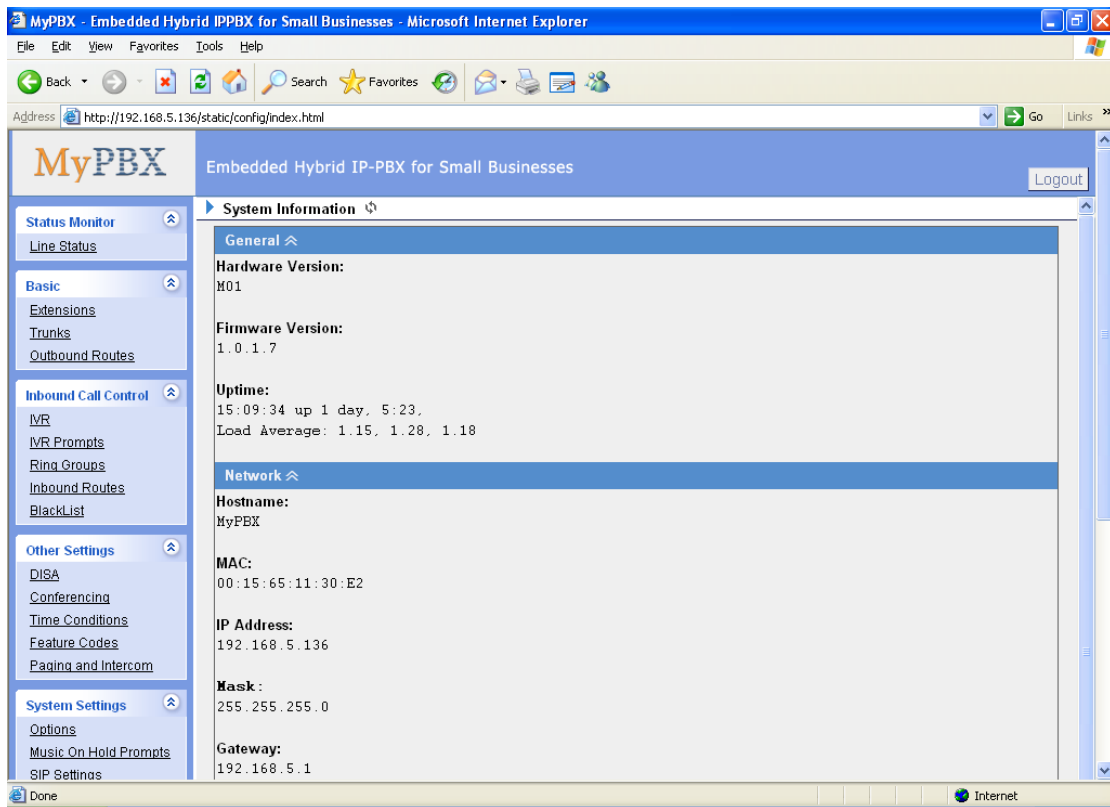 MyPBX - Embedded Hybrid IPPBX for Small Businesses - Microsoft Internet Explorer
File Edit View Favorites Tools Help
Back Search Favorites
Address http://192.168.5.136/static/config/index.html Go Links »
MyPBX Embedded Hybrid IP-PBX for Small Businesses
Logout
Status Monitor
Line Status
Basic
Extensions
Trunks
Outbound Routes
Inbound Call Control
IVR
IVR Prompts
Ring Groups
Inbound Routes
BlackList
Other Settings
DISA
Conferencing
Time Conditions
Feature Codes
Paging and Intercom
System Settings
Options
Music On Hold Prompts
SIP Settings
System Information
General
Hardware Version:
M01
Firmware Version:
1.0.1.7
Uptime:
15:09:34 up 1 day, 5:23,
Load Average: 1.15, 1.28, 1.18
Network
Hostname:
MyPBX
MAC:
00:15:65:11:30:E2
IP Address:
192.168.5.136
Mask:
255.255.255.0
Gateway:
192.168.5.1
Done Internet